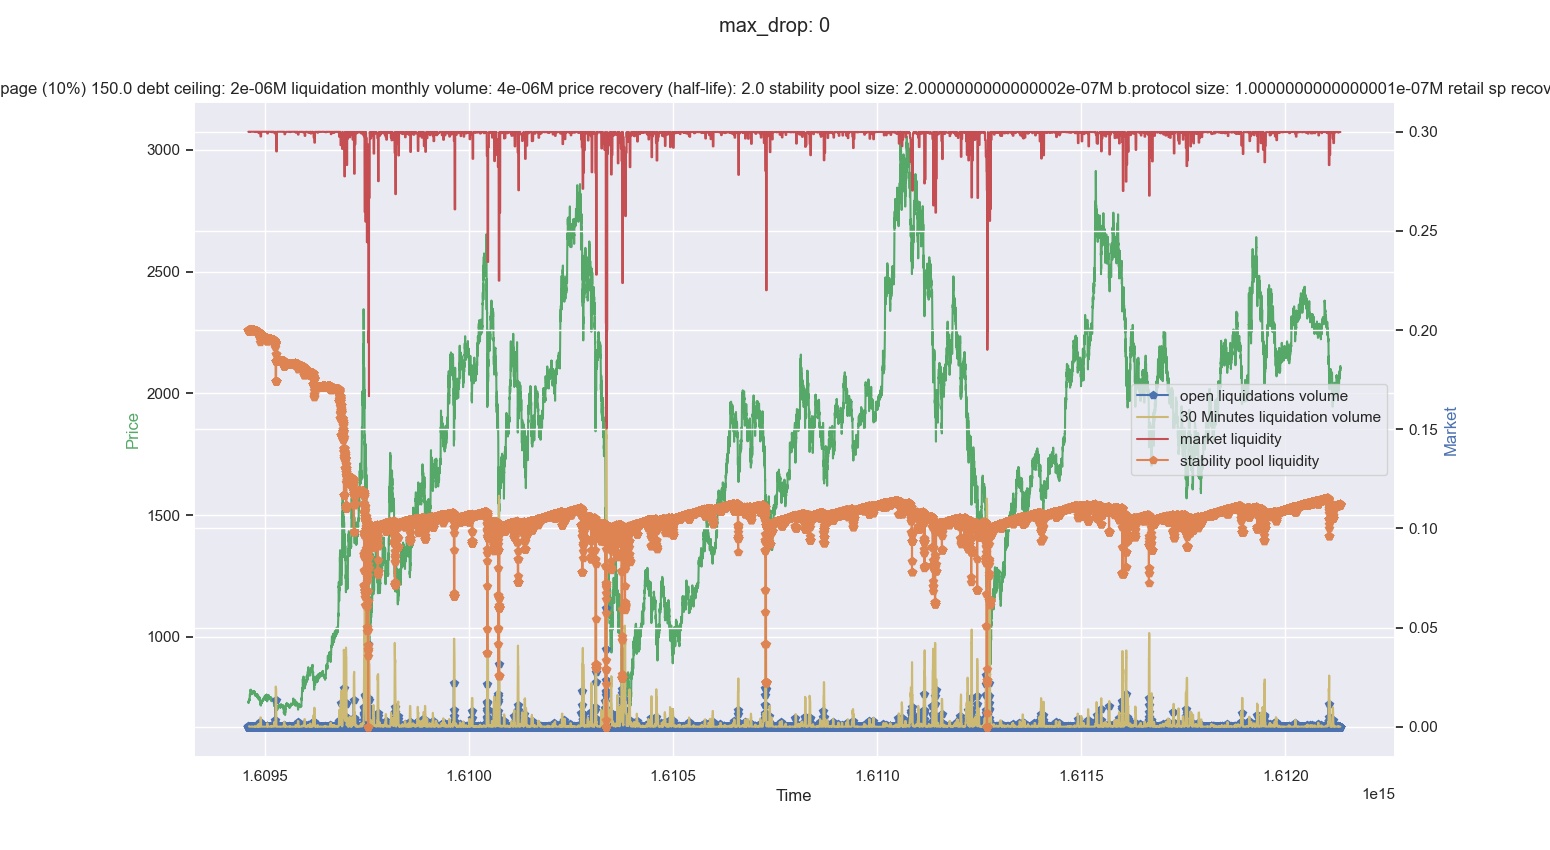 max_drop: 0
page (10%) 150.0 debt ceiling: 2e-06M liquidation monthly volume: 4e-06M price recovery (half-life): 2.0 stability pool size: 2.0000000000000002e-07M b.protocol size: 1.0000000000000001e-07M retail sp recov
3000
2500
2000
1500
1000
Price
0.30
0.25
0.20
0.15
0.10
0.05
0.00
Market
open liquidations volume
30 Minutes liquidation volume
market liquidity
stability pool liquidity
1.6095 1.6100 1.6105 1.6110 1.6115 1.6120
Time
1e15